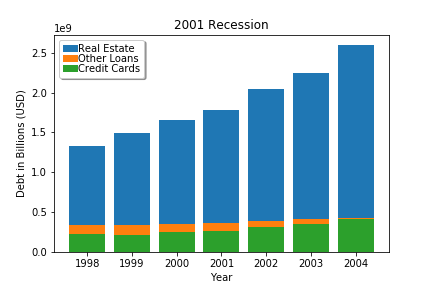 2001 Recession
1e9
Real Estate
Other Loans
Credit Cards
2.5
2.0
1.5
1.0
0.5
0.0
Debt in Billions (USD)
1998 1999 2000 2001 2002 2003 2004
Year